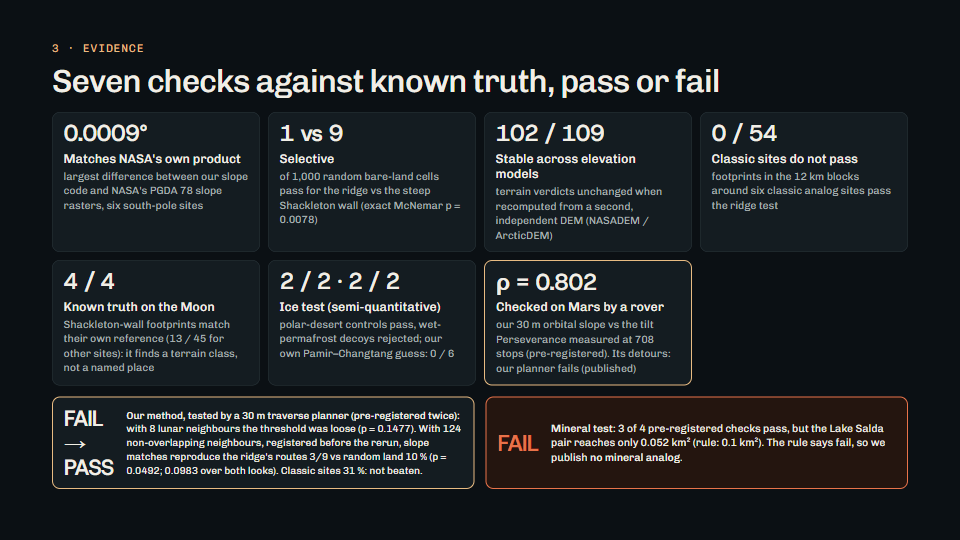 3 · EVIDENCE
Seven checks against known truth, pass or fail
0.0009°
Matches NASA's own product
largest difference between our slope
code and NASA's PGDA 78 slope
rasters, six south-pole sites
1 vs 9
Selective
of 1,000 random bare-land cells
pass for the ridge vs the steep
Shackleton wall (exact McNemar p =
0.0078)
102 / 109
Stable across elevation
models
terrain verdicts unchanged when
recomputed from a second,
independent DEM (NASADEM /
ArcticDEM)
0 / 54
Classic sites do not pass
footprints in the 12 km blocks
around six classic analog sites pass
the ridge test
4 / 4
Known truth on the Moon
Shackleton-wall footprints match
their own reference (13 / 45 for
other sites): it finds a terrain class,
not a named place
2 / 2 · 2 / 2
Ice test (semi-quantitative)
polar-desert controls pass, wet-
permafrost decoys rejected; our
own Pamir–Changtang guess: 0 / 6
ρ = 0.802
Checked on Mars by a rover
our 30 m orbital slope vs the tilt
Perseverance measured at 708
stops (pre-registered). Its detours:
our planner fails (published)
FAIL
→
PASS
Our method, tested by a 30 m traverse planner (pre-registered twice):
with 8 lunar neighbours the threshold was loose (p = 0.1477). With 124
non-overlapping neighbours, registered before the rerun, slope
matches reproduce the ridge's routes 3/9 vs random land 10 % (p =
0.0492; 0.0983 over both looks). Classic sites 31 %: not beaten.
FAIL
Mineral test: 3 of 4 pre-registered checks pass, but the Lake Salda
pair reaches only 0.052 km² (rule: 0.1 km²). The rule says fail, so we
publish no mineral analog.